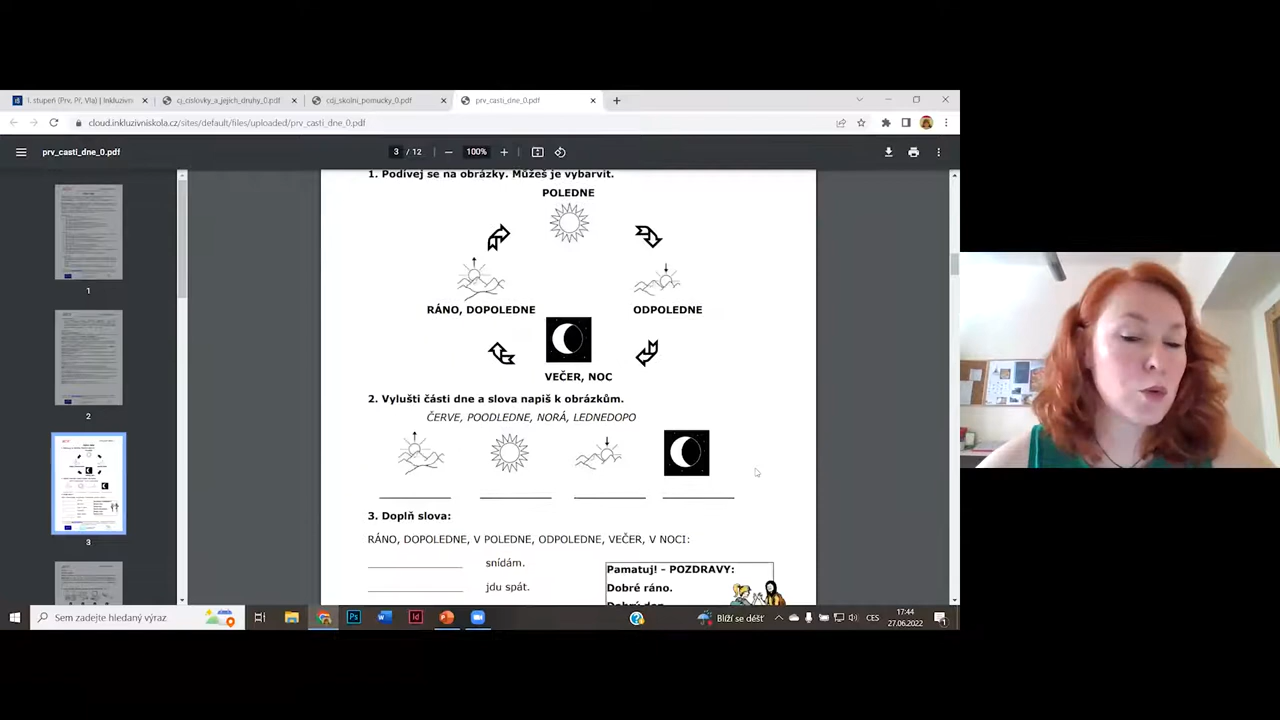 1. stupeň (Prv, Př, Vla) | Inkluzivn
cj_cislovky_a_jejich_druhy_0.pdf
cdj_skolni_pomucky_0.pdf
prv_casti_dne_0.pdf
cloud.inkluzivniskola.cz/sites/default/files/uploaded/prv_casti_dne_0.pdf
prv_casti_dne_0.pdf
3 / 12
100%
1
2
3
1. Podívej se na obrázky. Můžeš je vybarvit.
POLEDNE
RÁNO, DOPOLEDNE
ODPOLEDNE
VEČER, NOC
2. Vylušti části dne a slova napiš k obrázkům.
ČERVE, POODLEDNE, NORÁ, LEDNEDOPO
3. Doplň slova:
RÁNO, DOPOLEDNE, V POLEDNE, ODPOLEDNE, VEČER, V NOCI:
snídám.
jdu spát.
Pamatuj! – POZDRAVY:
Dobré ráno.
Dobrý den.
Sem zadejte hledaný výraz
Blíží se déšť
CES
17:44
27.06.2022